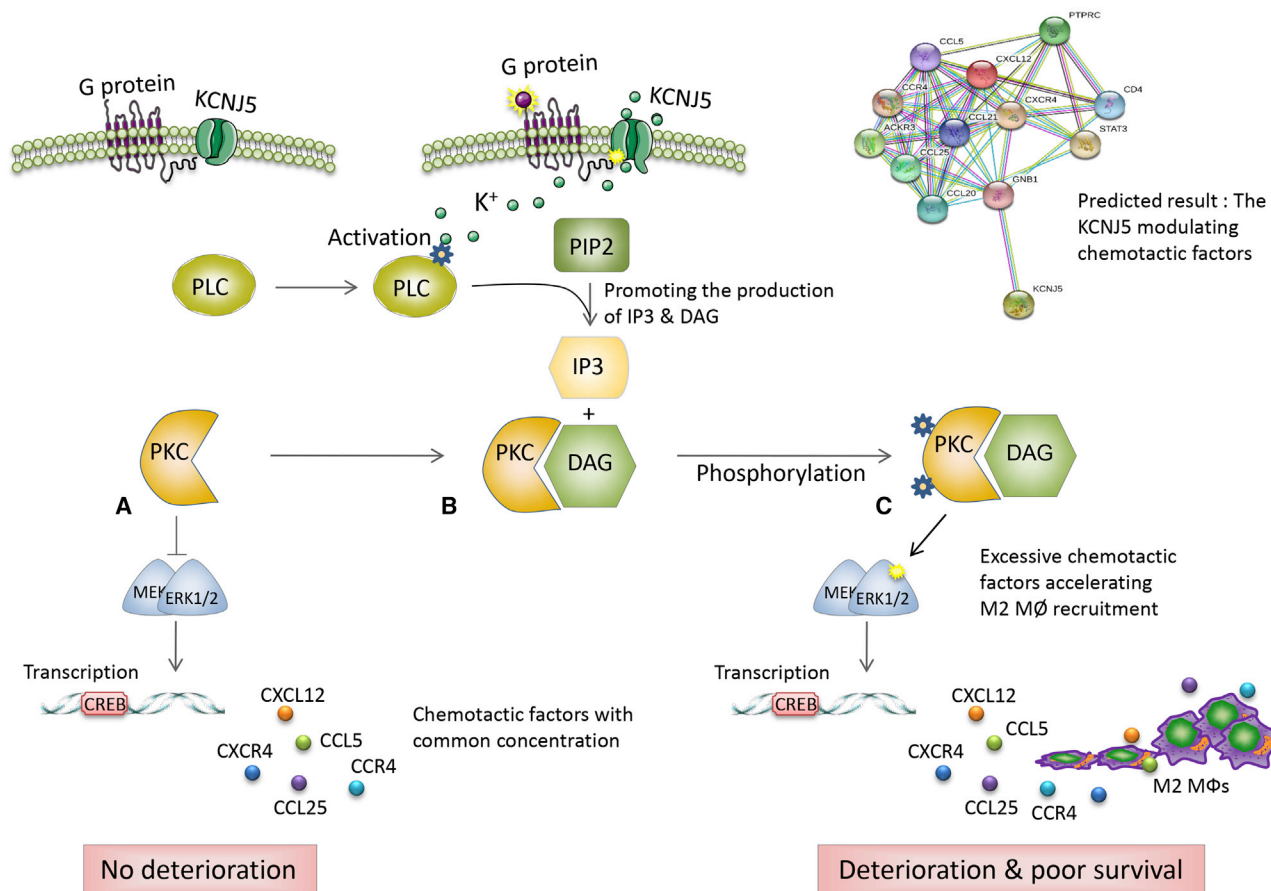 G protein
KCNJ5
G protein
KCNJ5
K+
Activation
PLC
PLC
PIP2
Promoting the production
of IP3 & DAG
IP3
+
PTPRC
CCL5
CXCL12
CCR4
CXCR4
CD4
CCL21
ACKR3
STAT3
CCL25
GNB1
CCL20
KCNJ5
Predicted result : The
KCNJ5 modulating
chemotactic factors
PKC
A
PKC
DAG
B
Phosphorylation
PKC
DAG
C
MEK
ERK1/2
Transcription
CREB
CXCL12
CCL5
CXCR4
CCR4
CCL25
Chemotactic factors with
common concentration
No deterioration
MEK
ERK1/2
Excessive chemotactic
factors accelerating
M2 MØ recruitment
Transcription
CREB
CXCL12
CCL5
CXCR4
CCL25
CCR4
M2 MΦs
Deterioration & poor survival